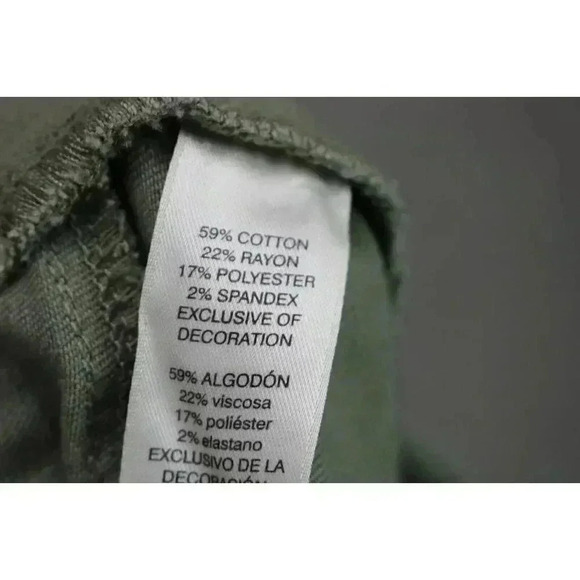 59% COTTON
22% RAYON
17% POLYESTER
2% SPANDEX
EXCLUSIVE OF
DECORATION
59% ALGODÓN
22% viscosa
17% poliéster
2% elastano
EXCLUSIVO DE LA
DECORACIÓN